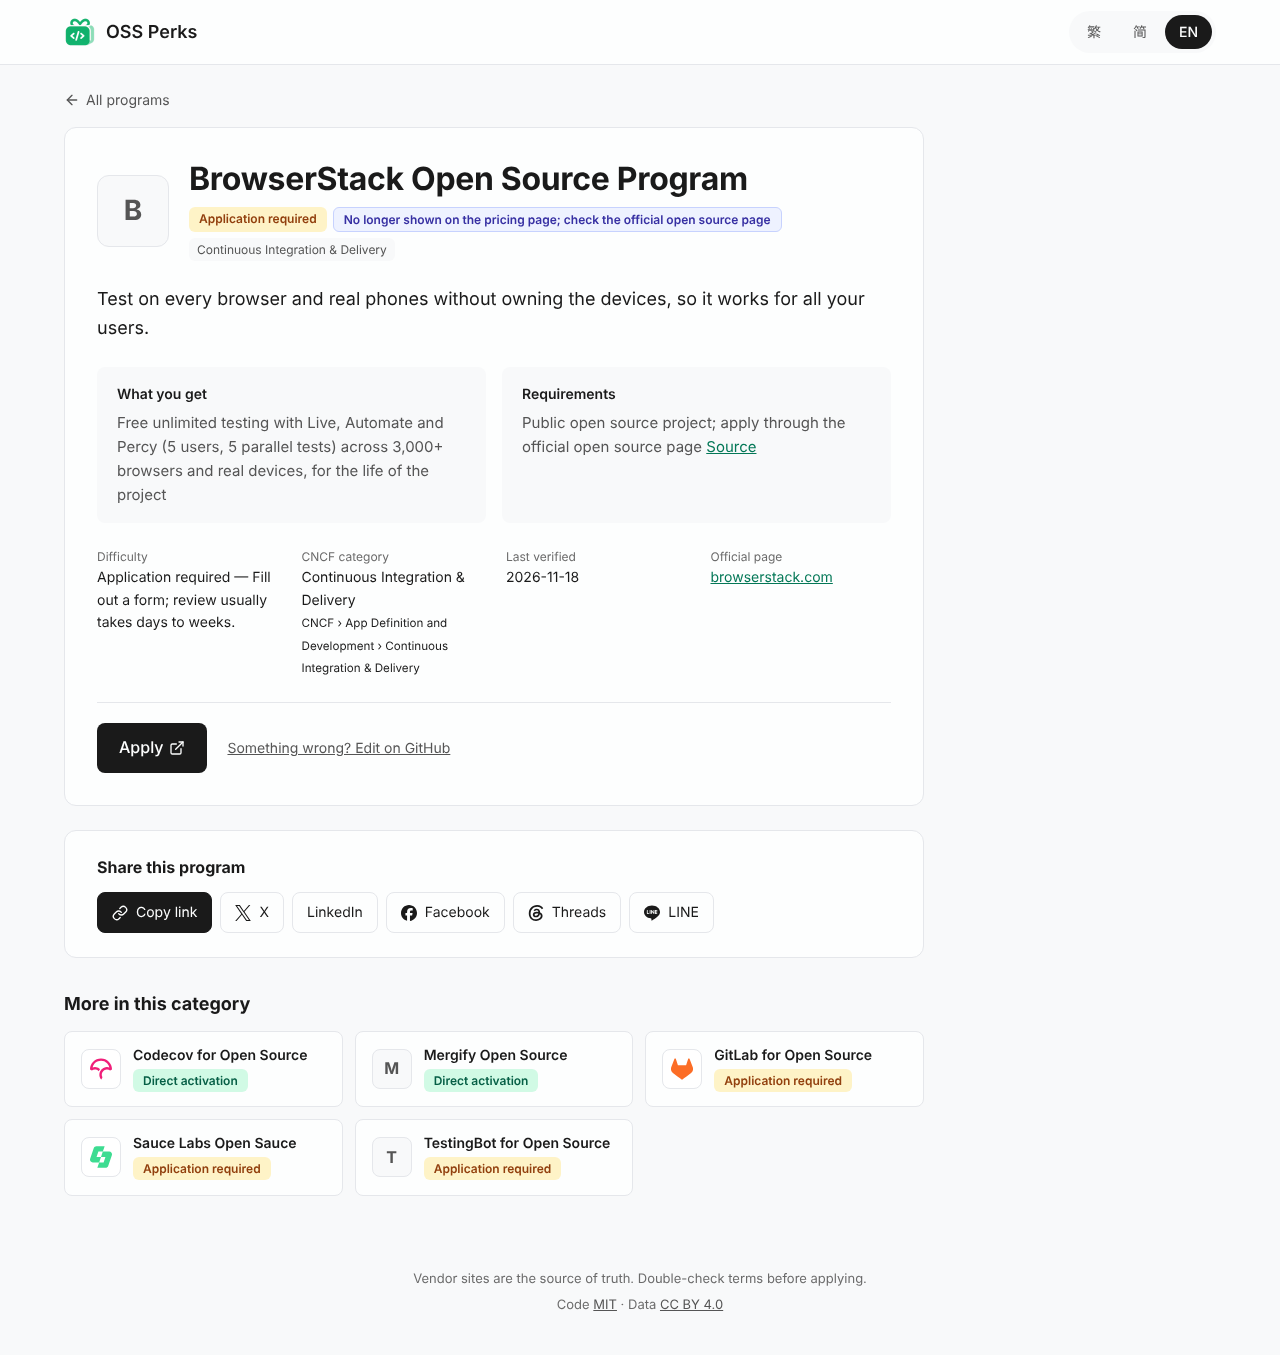 OSS Perks
繁 简 EN
All programs
B
BrowserStack Open Source Program
Application required
No longer shown on the pricing page; check the official open source page
Continuous Integration & Delivery
Test on every browser and real phones without owning the devices, so it works for all your
users.
What you get
Free unlimited testing with Live, Automate and
Percy (5 users, 5 parallel tests) across 3,000+
browsers and real devices, for the life of the
project
Requirements
Public open source project; apply through the
official open source page Source
Difficulty
Application required — Fill
out a form; review usually
takes days to weeks.
CNCF category
Continuous Integration &
Delivery
CNCF › App Definition and
Development › Continuous
Integration & Delivery
Last verified
2026-11-18
Official page
browserstack.com
Apply
Something wrong? Edit on GitHub
Share this program
Copy link
X
LinkedIn
Facebook
Threads
LINE
More in this category
Codecov for Open Source
Direct activation
M
Mergify Open Source
Direct activation
GitLab for Open Source
Application required
Sauce Labs Open Sauce
Application required
T
TestingBot for Open Source
Application required
Vendor sites are the source of truth. Double-check terms before applying.
Code MIT · Data CC BY 4.0